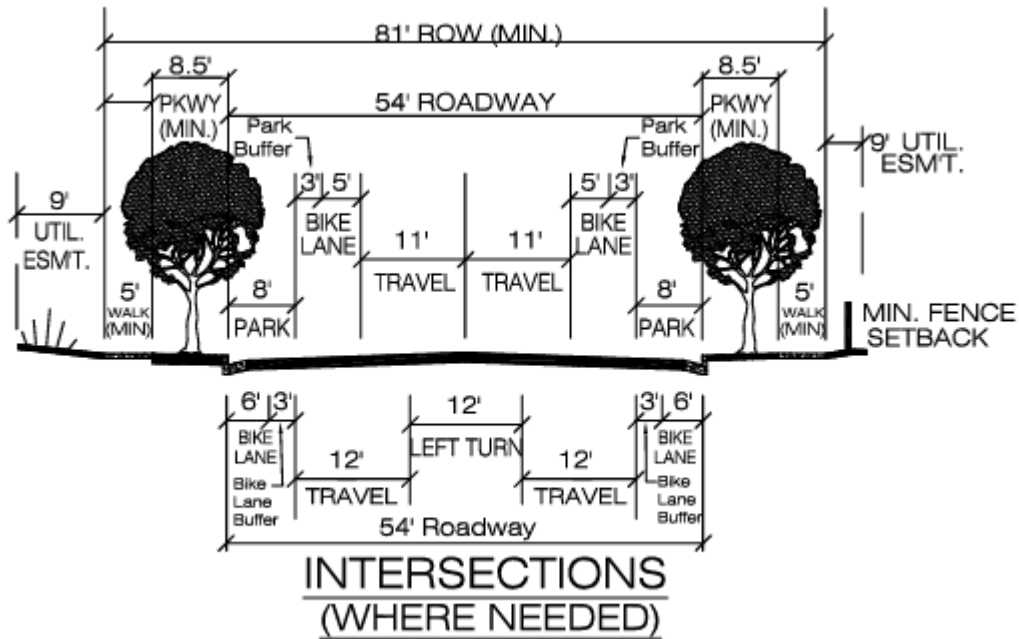 81' ROW (MIN.)
8.5'
8.5'
PKWY
(MIN.)
54' ROADWAY
PKWY
(MIN.)
Park
Buffer
Park
Buffer
9' UTIL.
ESM'T.
3'
5'
5'
3'
9'
UTIL.
ESM'T.
BIKE
LANE
BIKE
LANE
11'
TRAVEL
11'
TRAVEL
5'
WALK
(MIN)
8'
PARK
8'
PARK
5'
WALK
(MIN)
MIN. FENCE
SETBACK
6'
3'
12'
3'
6'
BIKE
LANE
LEFT TURN
BIKE
LANE
Bike
Lane
Buffer
12'
TRAVEL
12'
TRAVEL
Bike
Lane
Buffer
54' Roadway
INTERSECTIONS
(WHERE NEEDED)